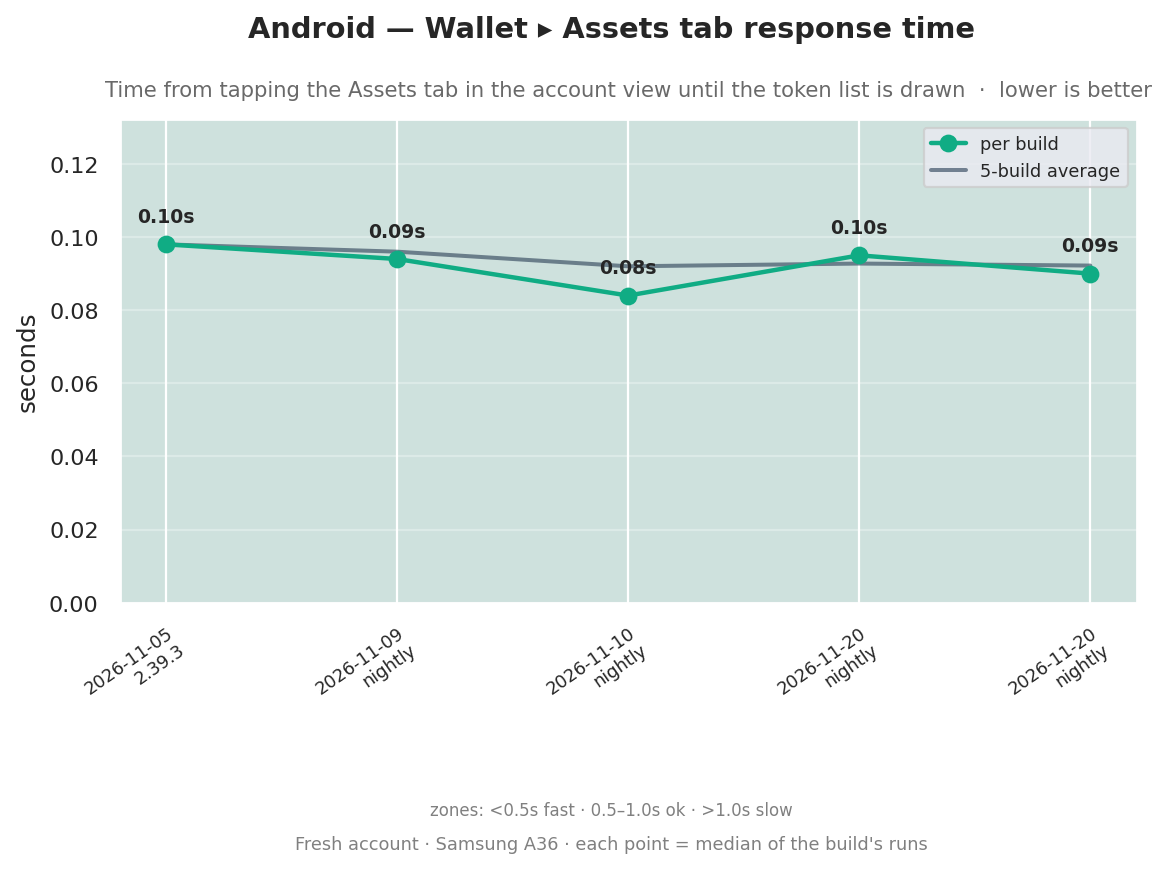 Android — Wallet ▸ Assets tab response time
Time from tapping the Assets tab in the account view until the token list is drawn · lower is better
per build
5-build average
0.12
0.10
0.08
0.06
0.04
0.02
0.00
seconds
0.10s
0.09s
0.08s
0.10s
0.09s
2026-11-05
2.39.3
2026-11-09
nightly
2026-11-10
nightly
2026-11-20
nightly
2026-11-20
nightly
zones: <0.5s fast · 0.5–1.0s ok · >1.0s slow
Fresh account · Samsung A36 · each point = median of the build's runs